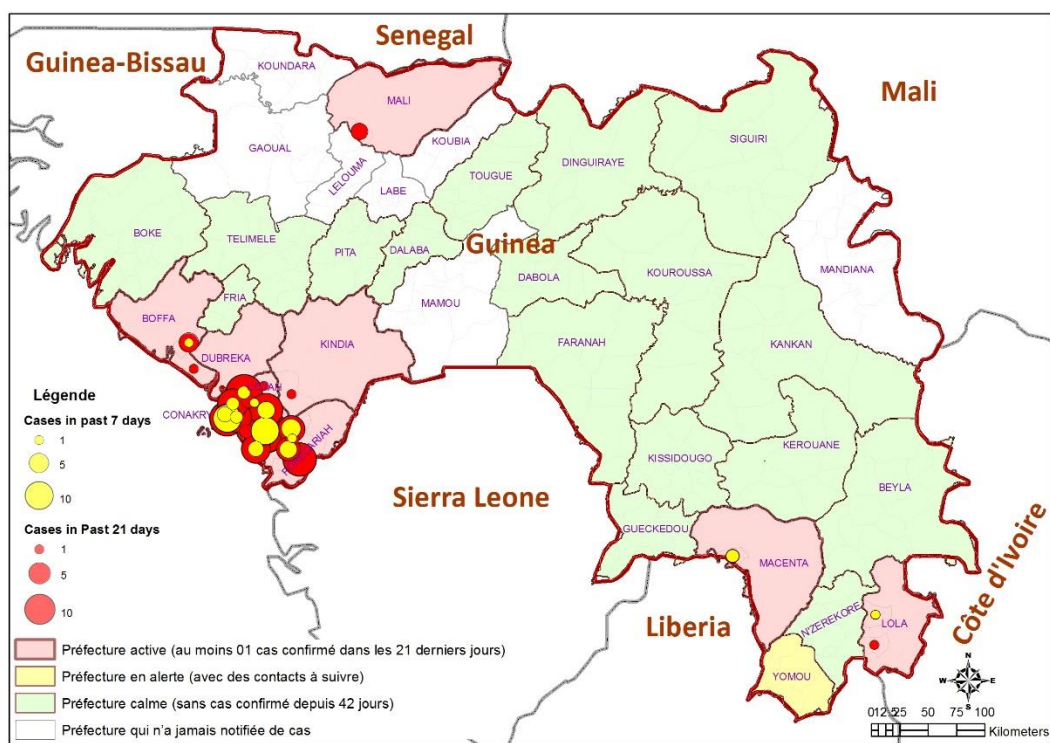 Senegal
Guinea-Bissau
KOUNDARA
MALI
Mali
SIGUIRI
KOUBIA
GAOUAL
DINGUIRAYE
TOUGUE
LELOUMA
LABE
BOKE
TELIMELE
PITA
DALABA
Guinea
DABOLA
KOUROUSSA
MANDIANA
FRIA
MAMOU
BOFFA
KINDIA
FARANAH
KANKAN
DUBREKA
Légende
Cases in past 7 days
CONAKRY
1
5
10
KEROUANE
KISSIDOUGO
BEYLA
Sierra Leone
GUECKEDOU
Cases in Past 21 days
1
5
10
MACENTA
Côte d'Ivoire
Liberia
N'ZEREKORE
LOLA
YOMOU
Préfecture active (au moins 01 cas confirmé dans les 21 derniers jours)
Préfecture en alerte (avec des contacts à suivre)
Préfecture calme (sans cas confirmé depuis 42 jours)
Préfecture qui n'a jamais notifiée de cas
N
W E
S
50 75 100
Kilometers